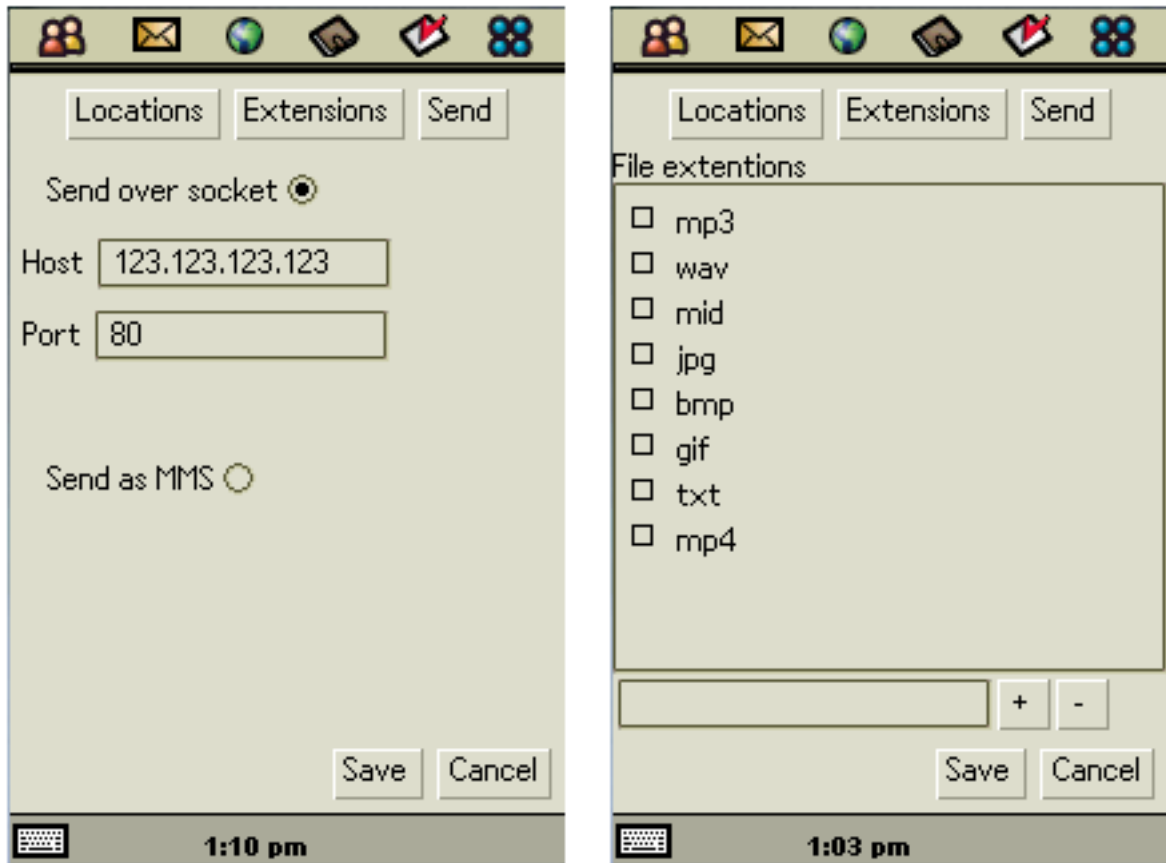 Locations Extensions Send
Send over socket
Host 123.123.123.123
Port 80
Send as MMS
Save Cancel
1:10 pm
Locations Extensions Send
File extentions
mp3
wav
mid
jpg
bmp
gif
txt
mp4
+ -
Save Cancel
1:03 pm